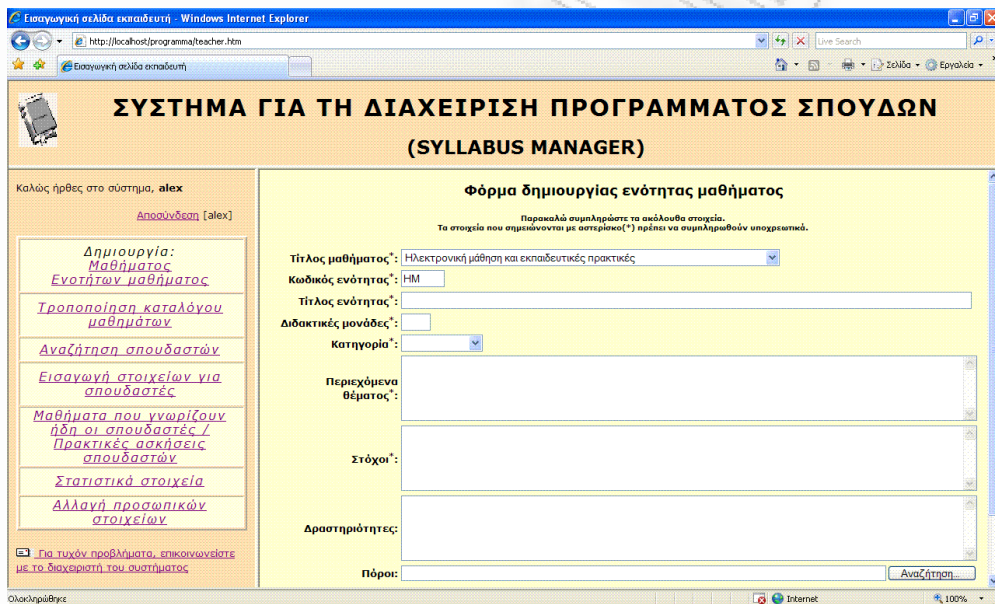 Εισαγωγική σελίδα εκπαιδευτή - Windows Internet Explorer
http://localhost/programma/teacher.htm
Live Search
Εισαγωγική σελίδα εκπαιδευτή
Σελίδα
Εργαλεία
ΣΥΣΤΗΜΑ ΓΙΑ ΤΗ ΔΙΑΧΕΙΡΙΣΗ ΠΡΟΓΡΑΜΜΑΤΟΣ ΣΠΟΥΔΩΝ
(SYLLABUS MANAGER)
Καλώς ήρθες στο σύστημα, alex
Αποσύνδεση [alex]
Δημιουργία:
Μαθήματος
Ενοτήτων μαθήματος
Τροποποίηση καταλόγου
μαθημάτων
Αναζήτηση σπουδαστών
Εισαγωγή στοιχείων για
σπουδαστές
Μαθήματα που γνωρίζουν
ήδη οι σπουδαστές /
Πρακτικές ασκήσεις
σπουδαστών
Στατιστικά στοιχεία
Αλλαγή προσωπικών
στοιχείων
Για τυχόν προβλήματα, επικοινωνείστε
με το διαχειριστή του συστήματος
Φόρμα δημιουργίας ενότητας μαθήματος
Παρακαλώ συμπληρώστε τα ακόλουθα στοιχεία.
Τα στοιχεία που σημειώνονται με αστερίσκο(*) πρέπει να συμπληρωθούν υποχρεωτικά.
Τίτλος μαθήματος*: Ηλεκτρονική μάθηση και εκπαιδευτικές πρακτικές
Κωδικός ενότητας*: ΗΜ
Τίτλος ενότητας*:
Διδακτικές μονάδες*:
Κατηγορία*:
Περιεχόμενα
θέματος*:
Στόχοι*:
Δραστηριότητες:
Πόροι: Αναζήτηση...
Ολοκληρώθηκε
Internet
100%